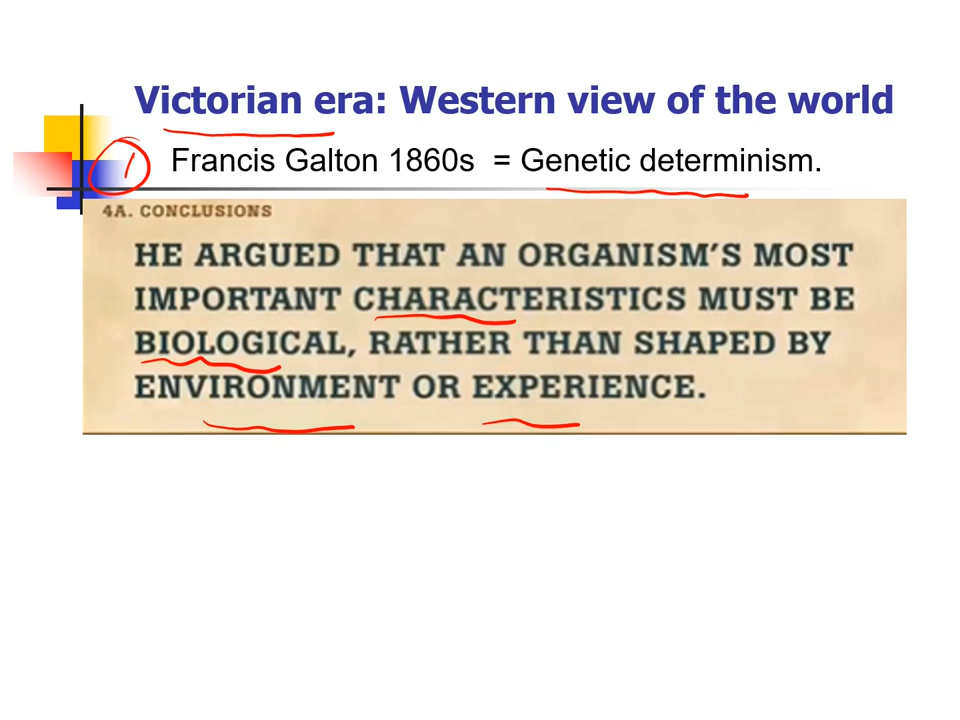 Victorian era: Western view of the world
1 Francis Galton 1860s = Genetic determinism.
4A. CONCLUSIONS
HE ARGUED THAT AN ORGANISM'S MOST
IMPORTANT CHARACTERISTICS MUST BE
BIOLOGICAL, RATHER THAN SHAPED BY
ENVIRONMENT OR EXPERIENCE.